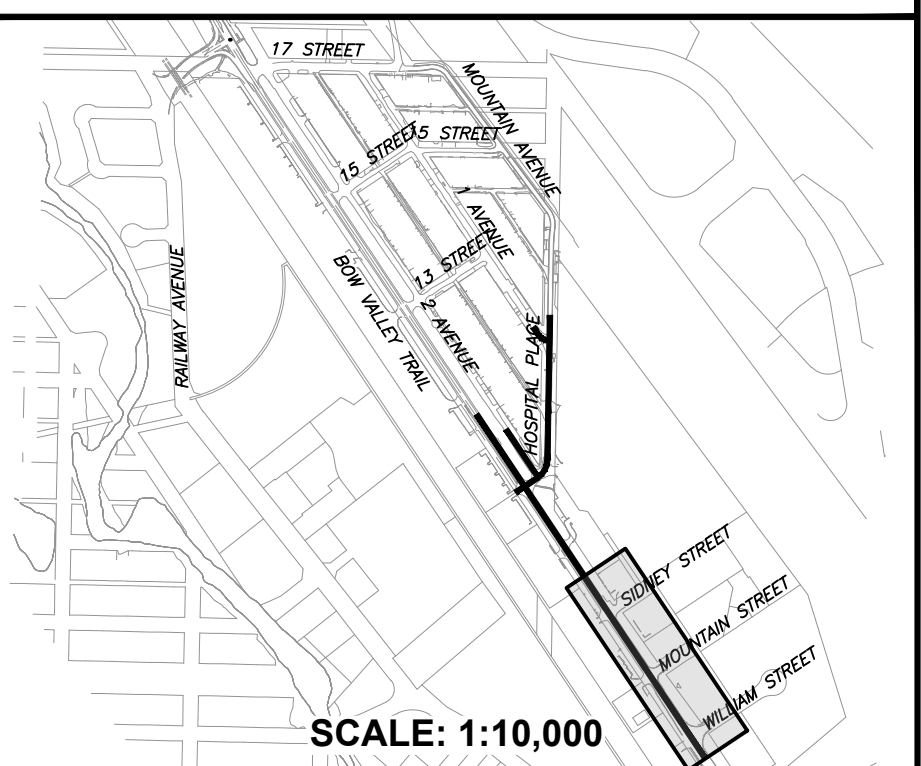 17 STREET
MOUNTAIN AVENUE
15 STREET
15 STREET
1 AVENUE
13 STREET
BOW VALLEY TRAIL
2 AVENUE
RAILWAY AVENUE
HOSPITAL PLACE
SIDNEY STREET
MOUNTAIN STREET
WILLIAM STREET
SCALE: 1:10,000